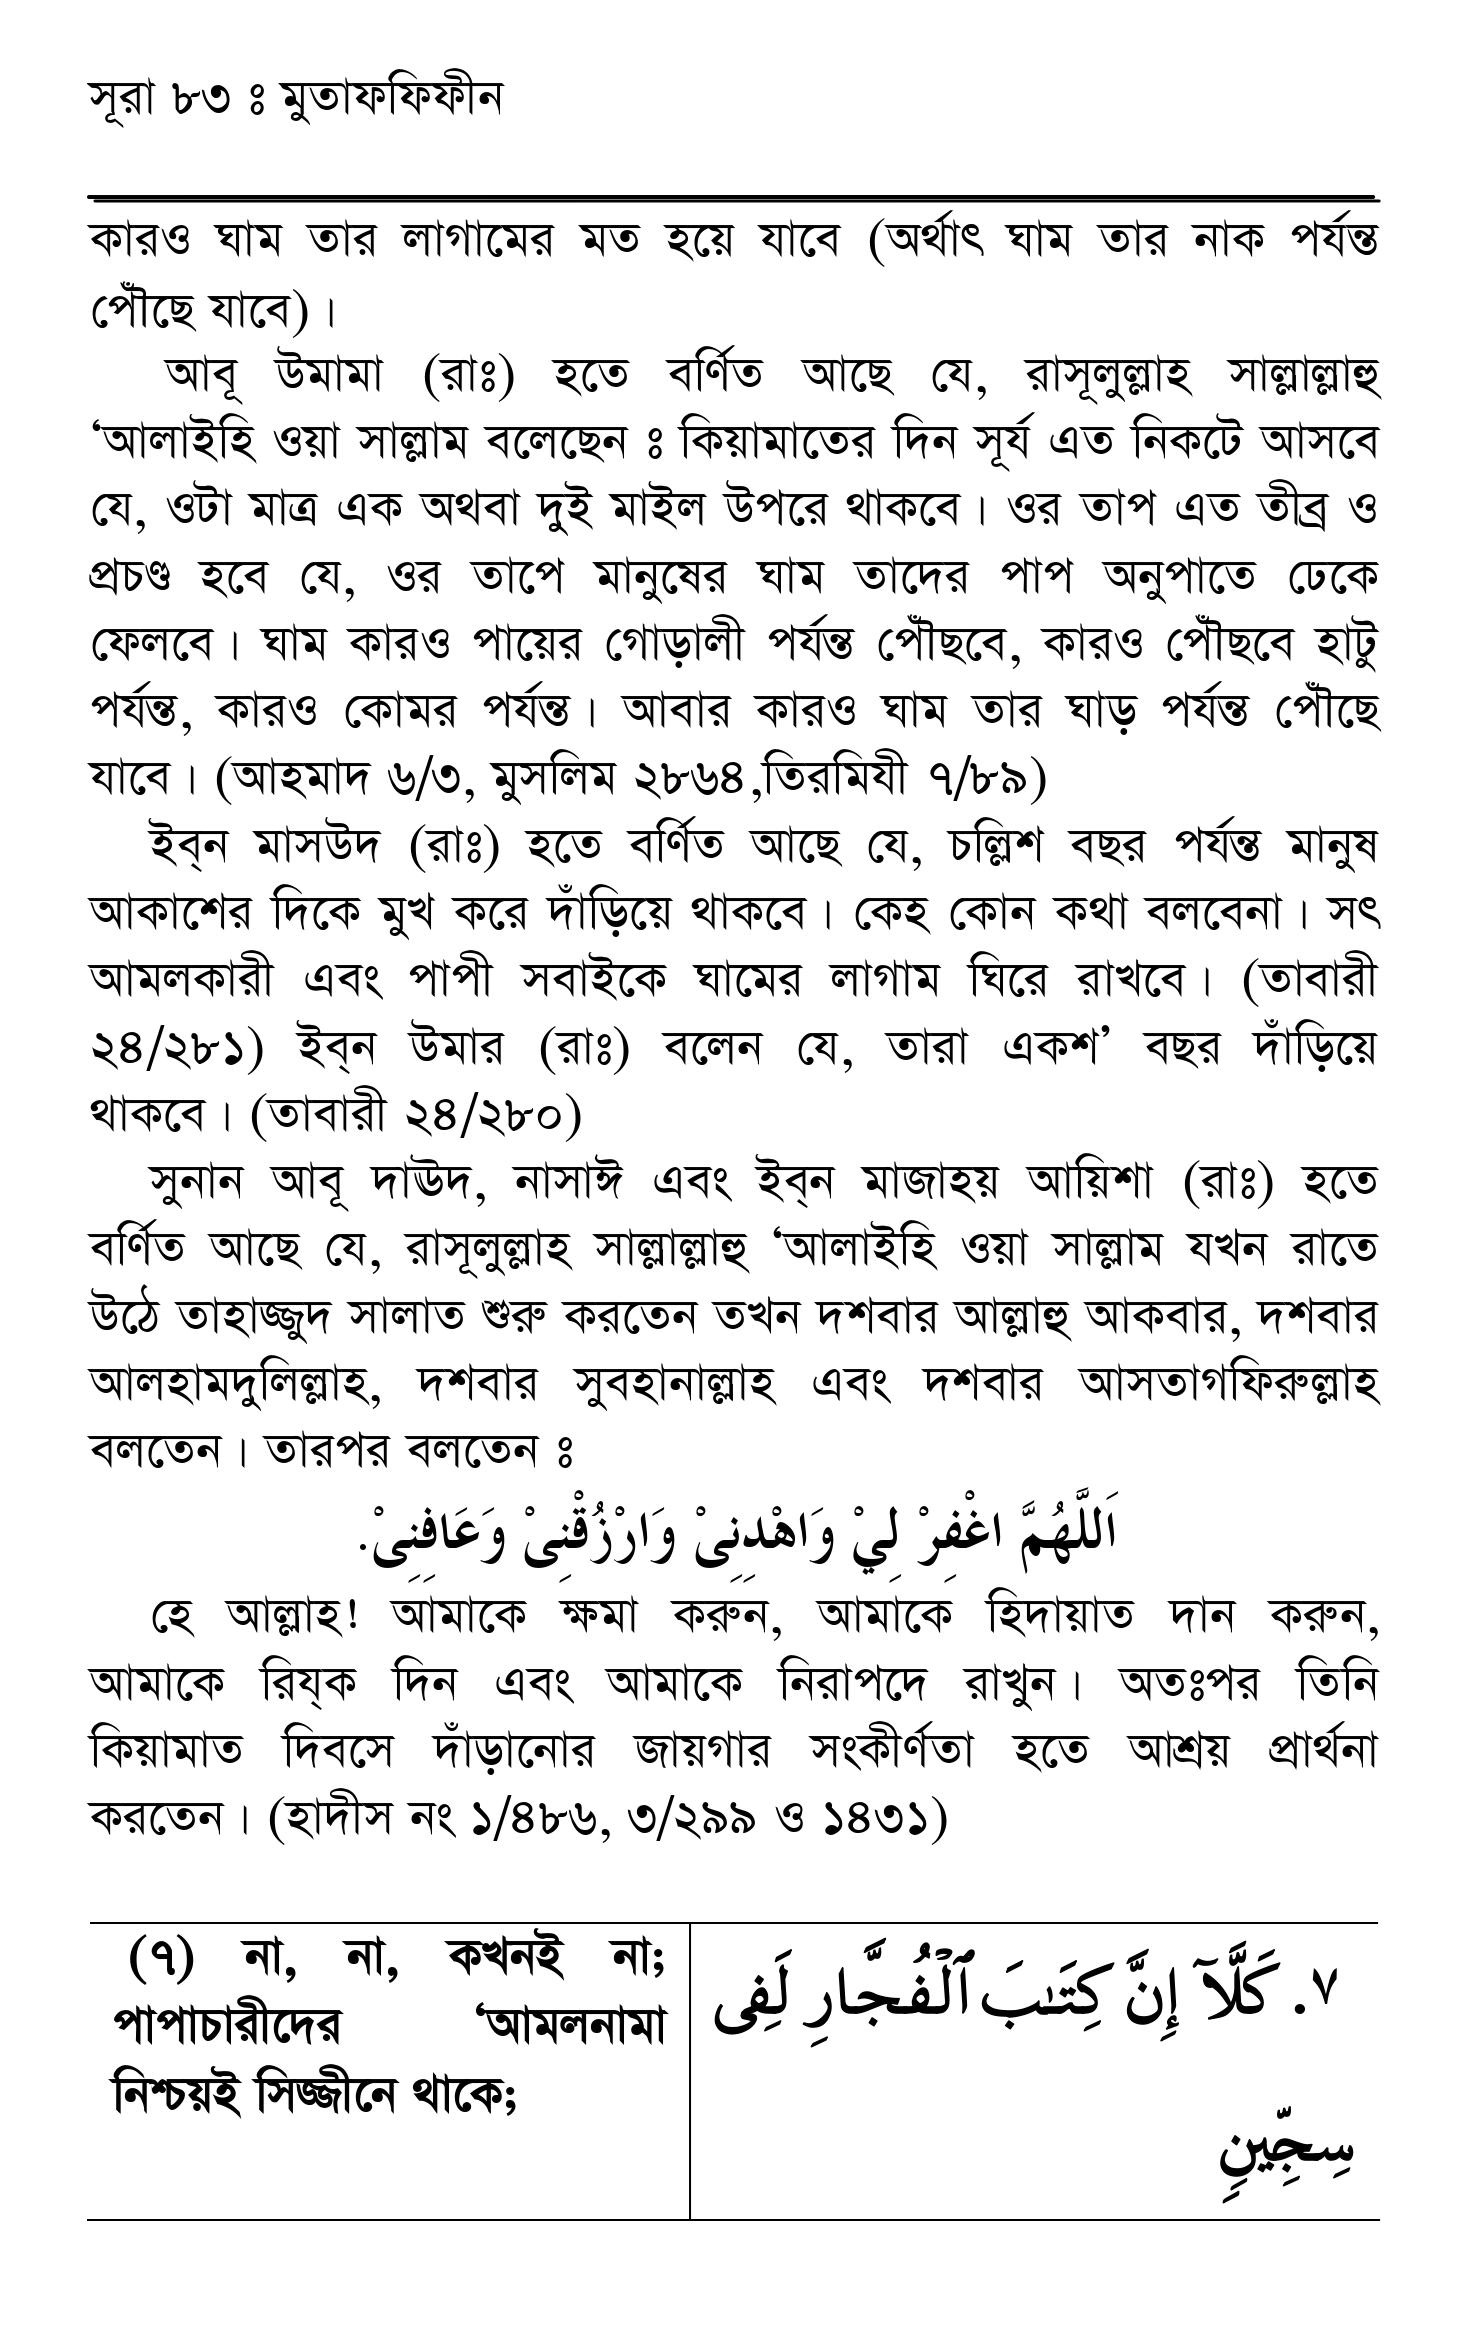 সূরা ৮৩ ঃ মুতাফফিফীন
কারও ঘাম তার লাগামের মত হয়ে যাবে (অর্থাৎ ঘাম তার নাক পর্যন্ত
পৌঁছে যাবে)।
আবূ উমামা (রাঃ) হতে বর্ণিত আছে যে, রাসূলুল্লাহ সাল্লাল্লাহু
‘আলাইহি ওয়া সাল্লাম বলেছেন ঃ কিয়ামাতের দিন সূর্য এত নিকটে আসবে
যে, ওটা মাত্র এক অথবা দুই মাইল উপরে থাকবে। ওর তাপ এত তীব্র ও
প্রচণ্ড হবে যে, ওর তাপে মানুষের ঘাম তাদের পাপ অনুপাতে ঢেকে
ফেলবে। ঘাম কারও পায়ের গোড়ালী পর্যন্ত পৌঁছবে, কারও পৌঁছবে হাটু
পর্যন্ত, কারও কোমর পর্যন্ত। আবার কারও ঘাম তার ঘাড় পর্যন্ত পৌঁছে
যাবে। (আহমাদ ৬/৩, মুসলিম ২৮৬৪,তিরমিযী ৭/৮৯)
ইব্‌ন মাসউদ (রাঃ) হতে বর্ণিত আছে যে, চল্লিশ বছর পর্যন্ত মানুষ
আকাশের দিকে মুখ করে দাঁড়িয়ে থাকবে। কেহ কোন কথা বলবেনা। সৎ
আমলকারী এবং পাপী সবাইকে ঘামের লাগাম ঘিরে রাখবে। (তাবারী
২৪/২৮১) ইব্‌ন উমার (রাঃ) বলেন যে, তারা একশ’ বছর দাঁড়িয়ে
থাকবে। (তাবারী ২৪/২৮০)
সুনান আবূ দাঊদ, নাসাঈ এবং ইব্‌ন মাজাহয় আয়িশা (রাঃ) হতে
বর্ণিত আছে যে, রাসূলুল্লাহ সাল্লাল্লাহু ‘আলাইহি ওয়া সাল্লাম যখন রাতে
উঠে তাহাজ্জুদ সালাত শুরু করতেন তখন দশবার আল্লাহু আকবার, দশবার
আলহামদুলিল্লাহ, দশবার সুবহানাল্লাহ এবং দশবার আসতাগফিরুল্লাহ
বলতেন। তারপর বলতেন ঃ
اَللَّهُمَّ اغْفِرْ لِيْ وَاهْدِنِىْ وَارْزُقْنِىْ وَعَافِنِىْ.
হে আল্লাহ! আমাকে ক্ষমা করুন, আমাকে হিদায়াত দান করুন,
আমাকে রিয্‌ক দিন এবং আমাকে নিরাপদে রাখুন। অতঃপর তিনি
কিয়ামাত দিবসে দাঁড়ানোর জায়গার সংকীর্ণতা হতে আশ্রয় প্রার্থনা
করতেন। (হাদীস নং ১/৪৮৬, ৩/২৯৯ ও ১৪৩১)
(৭) না, না, কখনই না;
পাপাচারীদের ‘আমলনামা
নিশ্চয়ই সিজ্জীনে থাকে;
٧. كَلَّآ إِنَّ كِتَـٰبَ ٱلْفُجَّارِ لَفِى
سِجِّينٍ